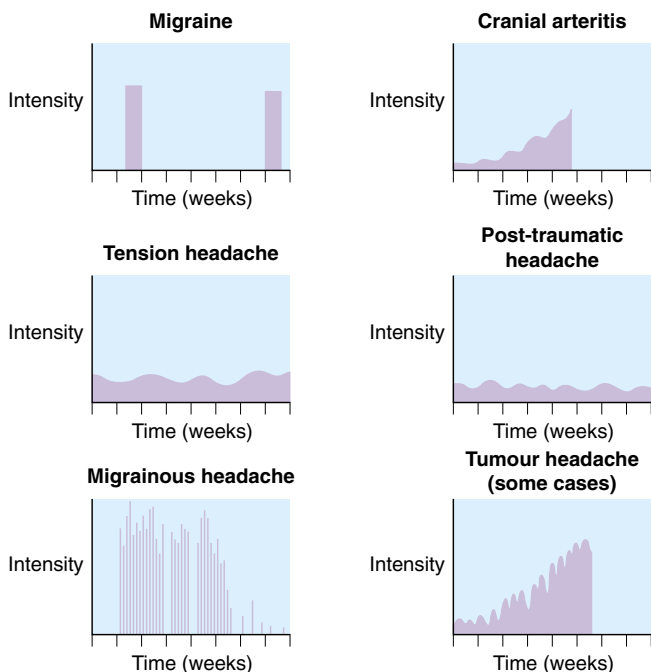 Migraine
Intensity
Time (weeks)
Cranial arteritis
Intensity
Time (weeks)
Tension headache
Intensity
Time (weeks)
Post-traumatic
headache
Intensity
Time (weeks)
Migrainous headache
Intensity
Time (weeks)
Tumour headache
(some cases)
Intensity
Time (weeks)